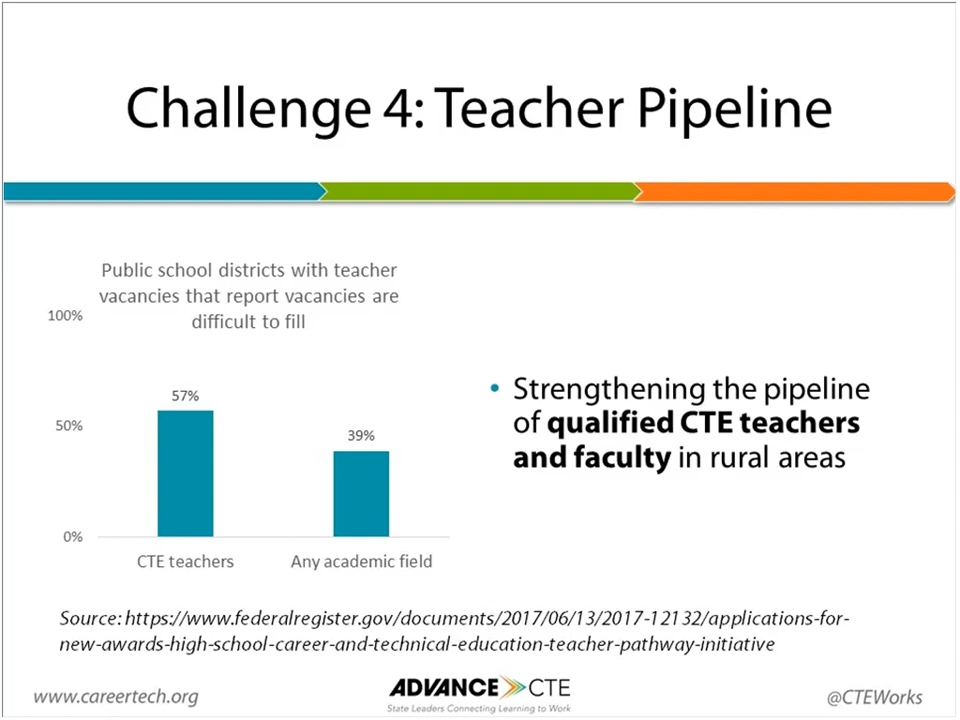 Challenge 4: Teacher Pipeline
Public school districts with teacher
vacancies that report vacancies are
difficult to fill
100%
50%
0%
57%
39%
CTE teachers
Any academic field
• Strengthening the pipeline
of qualified CTE teachers
and faculty in rural areas
Source: https://www.federalregister.gov/documents/2017/06/13/2017-12132/applications-for-
new-awards-high-school-career-and-technical-education-teacher-pathway-initiative
www.careertech.org
ADVANCE CTE
State Leaders Connecting Learning to Work
@CTEWorks